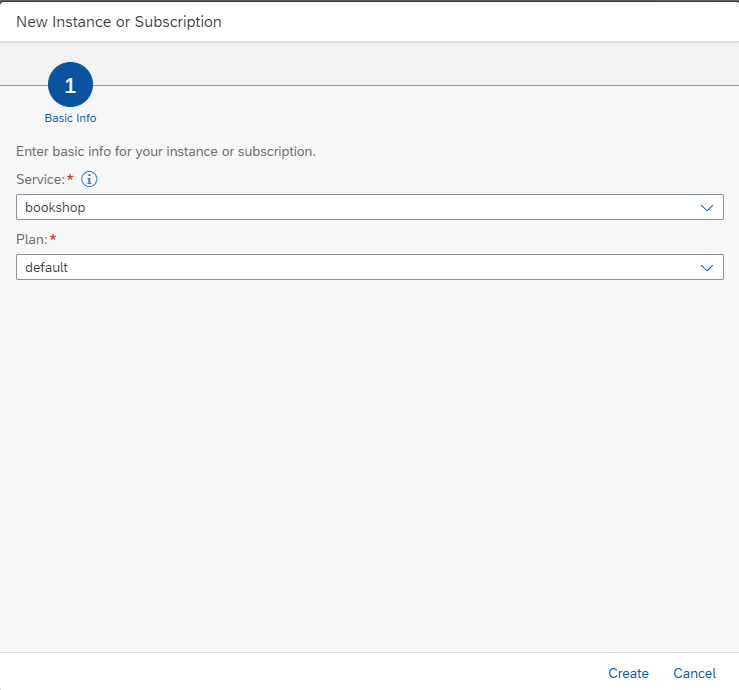 New Instance or Subscription
1
Basic Info
Enter basic info for your instance or subscription.
Service:*
bookshop
Plan:*
default
Create Cancel